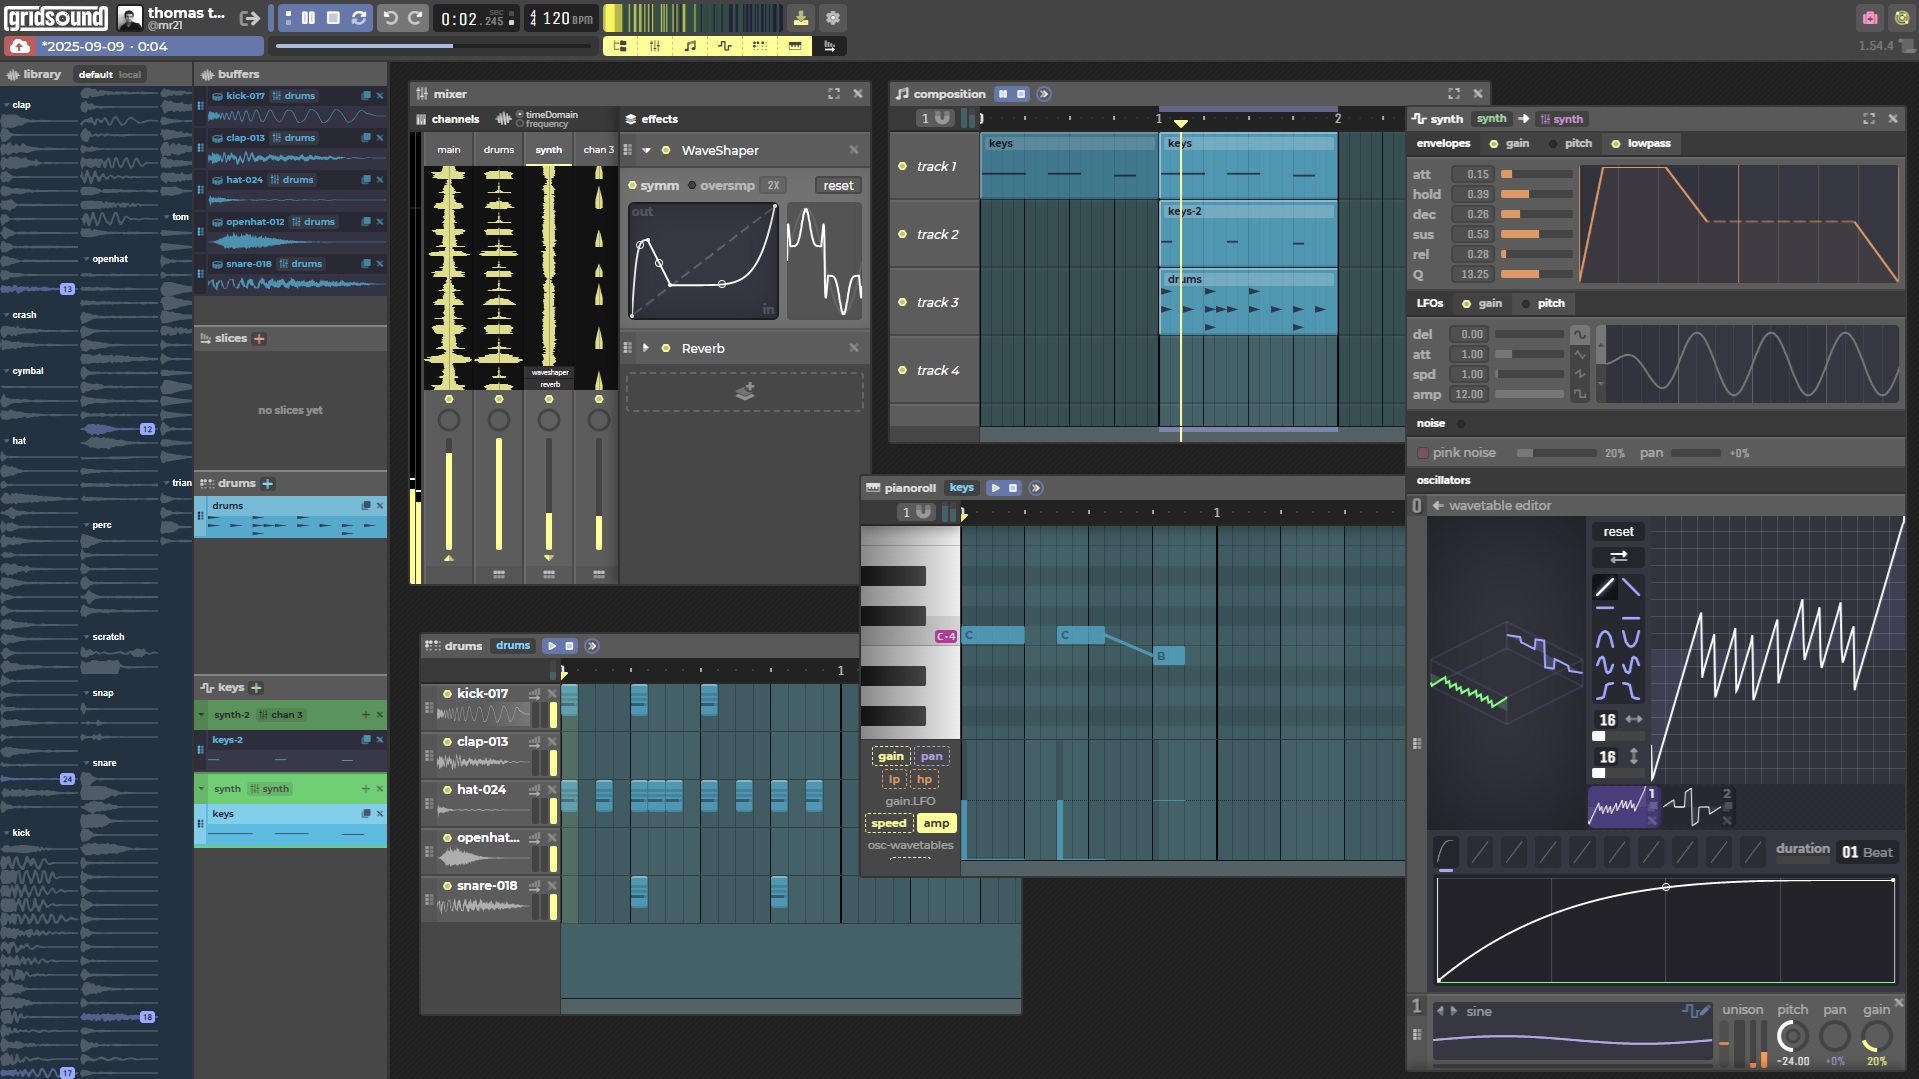 gridsound
thomas t...
@mr21
0:02.245
SEC
4
4 120 BPM
1.54.4
*2025-09-09 · 0:04
library
default local
clap
tom
openhat
13
crash
cymbal
12
hat
trian
perc
scratch
snap
snare
24
kick
18
17
buffers
kick-017 drums
clap-013 drums
hat-024 drums
openhat-012 drums
snare-018 drums
slices +
no slices yet
drums +
drums
keys +
synth-2 chan 3
keys-2
synth synth
keys
mixer
channels
timeDomain
frequency
effects
main drums synth chan 3
waveshaper
reverb
WaveShaper
symm oversmp 2X reset
out
in
Reverb
composition
1
1 2
track 1
keys
keys
track 2
keys-2
track 3
drums
track 4
drums drums
1
kick-017
clap-013
hat-024
openhat...
snare-018
pianoroll keys
1
1
C-4
C
C
B
gain pan
lp hp
gain.LFO
speed amp
osc-wavetables
synth synth → synth
envelopes gain pitch lowpass
att 0.15
hold 0.39
dec 0.26
sus 0.53
rel 0.28
Q 13.25
LFOs gain pitch
del 0.00
att 1.00
spd 1.00
amp 12.00
noise
pink noise 20% pan +0%
oscillators
0
wavetable editor
reset
16
16
1
2
duration 01 Beat
1
sine
unison pitch pan gain
-24.00 +0% 20%